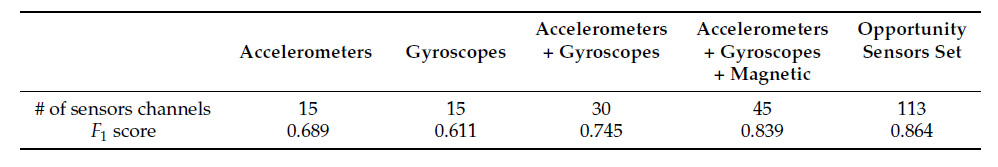 Accelerometers Gyroscopes Accelerometers + Gyroscopes Accelerometers + Gyroscopes + Magnetic Opportunity Sensors Set
# of sensors channels 15 15 30 45 113
F1 score 0.689 0.611 0.745 0.839 0.864